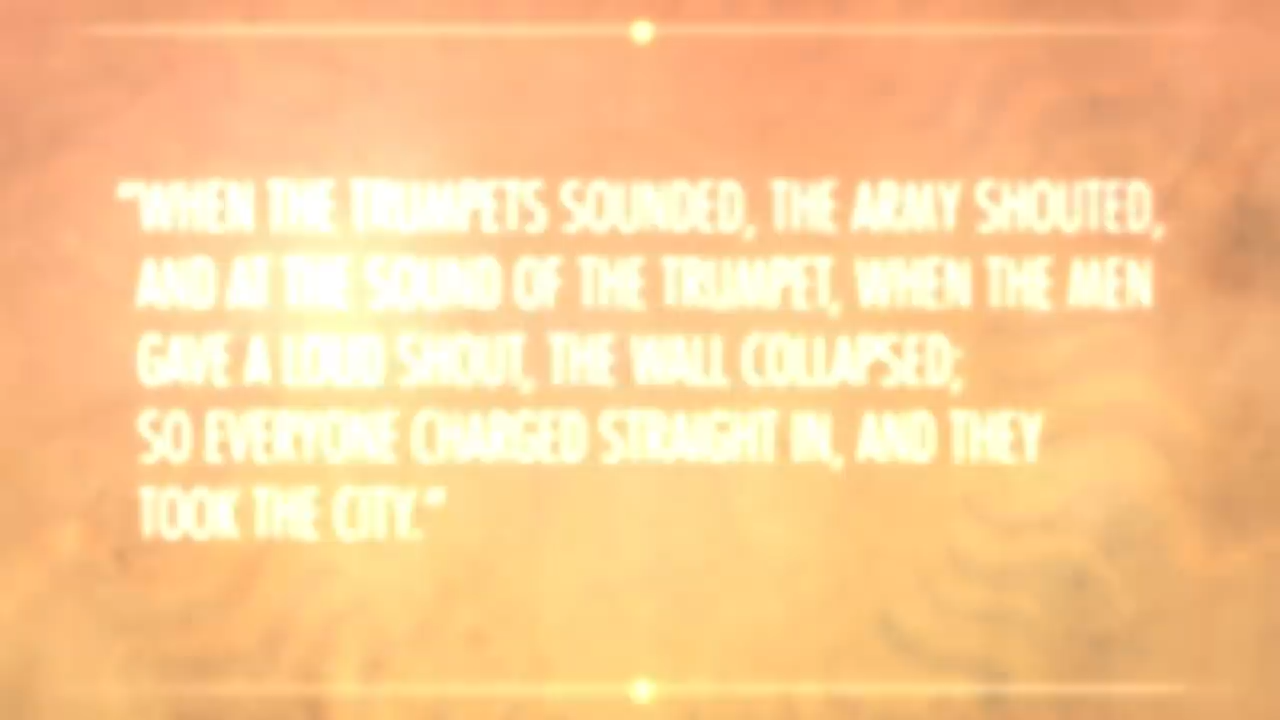 “WHEN THE TRUMPETS SOUNDED, THE ARMY SHOUTED,
AND AT THE SOUND OF THE TRUMPET, WHEN THE MEN
GAVE A LOUD SHOUT, THE WALL COLLAPSED;
SO EVERYONE CHARGED STRAIGHT IN, AND THEY
TOOK THE CITY.”